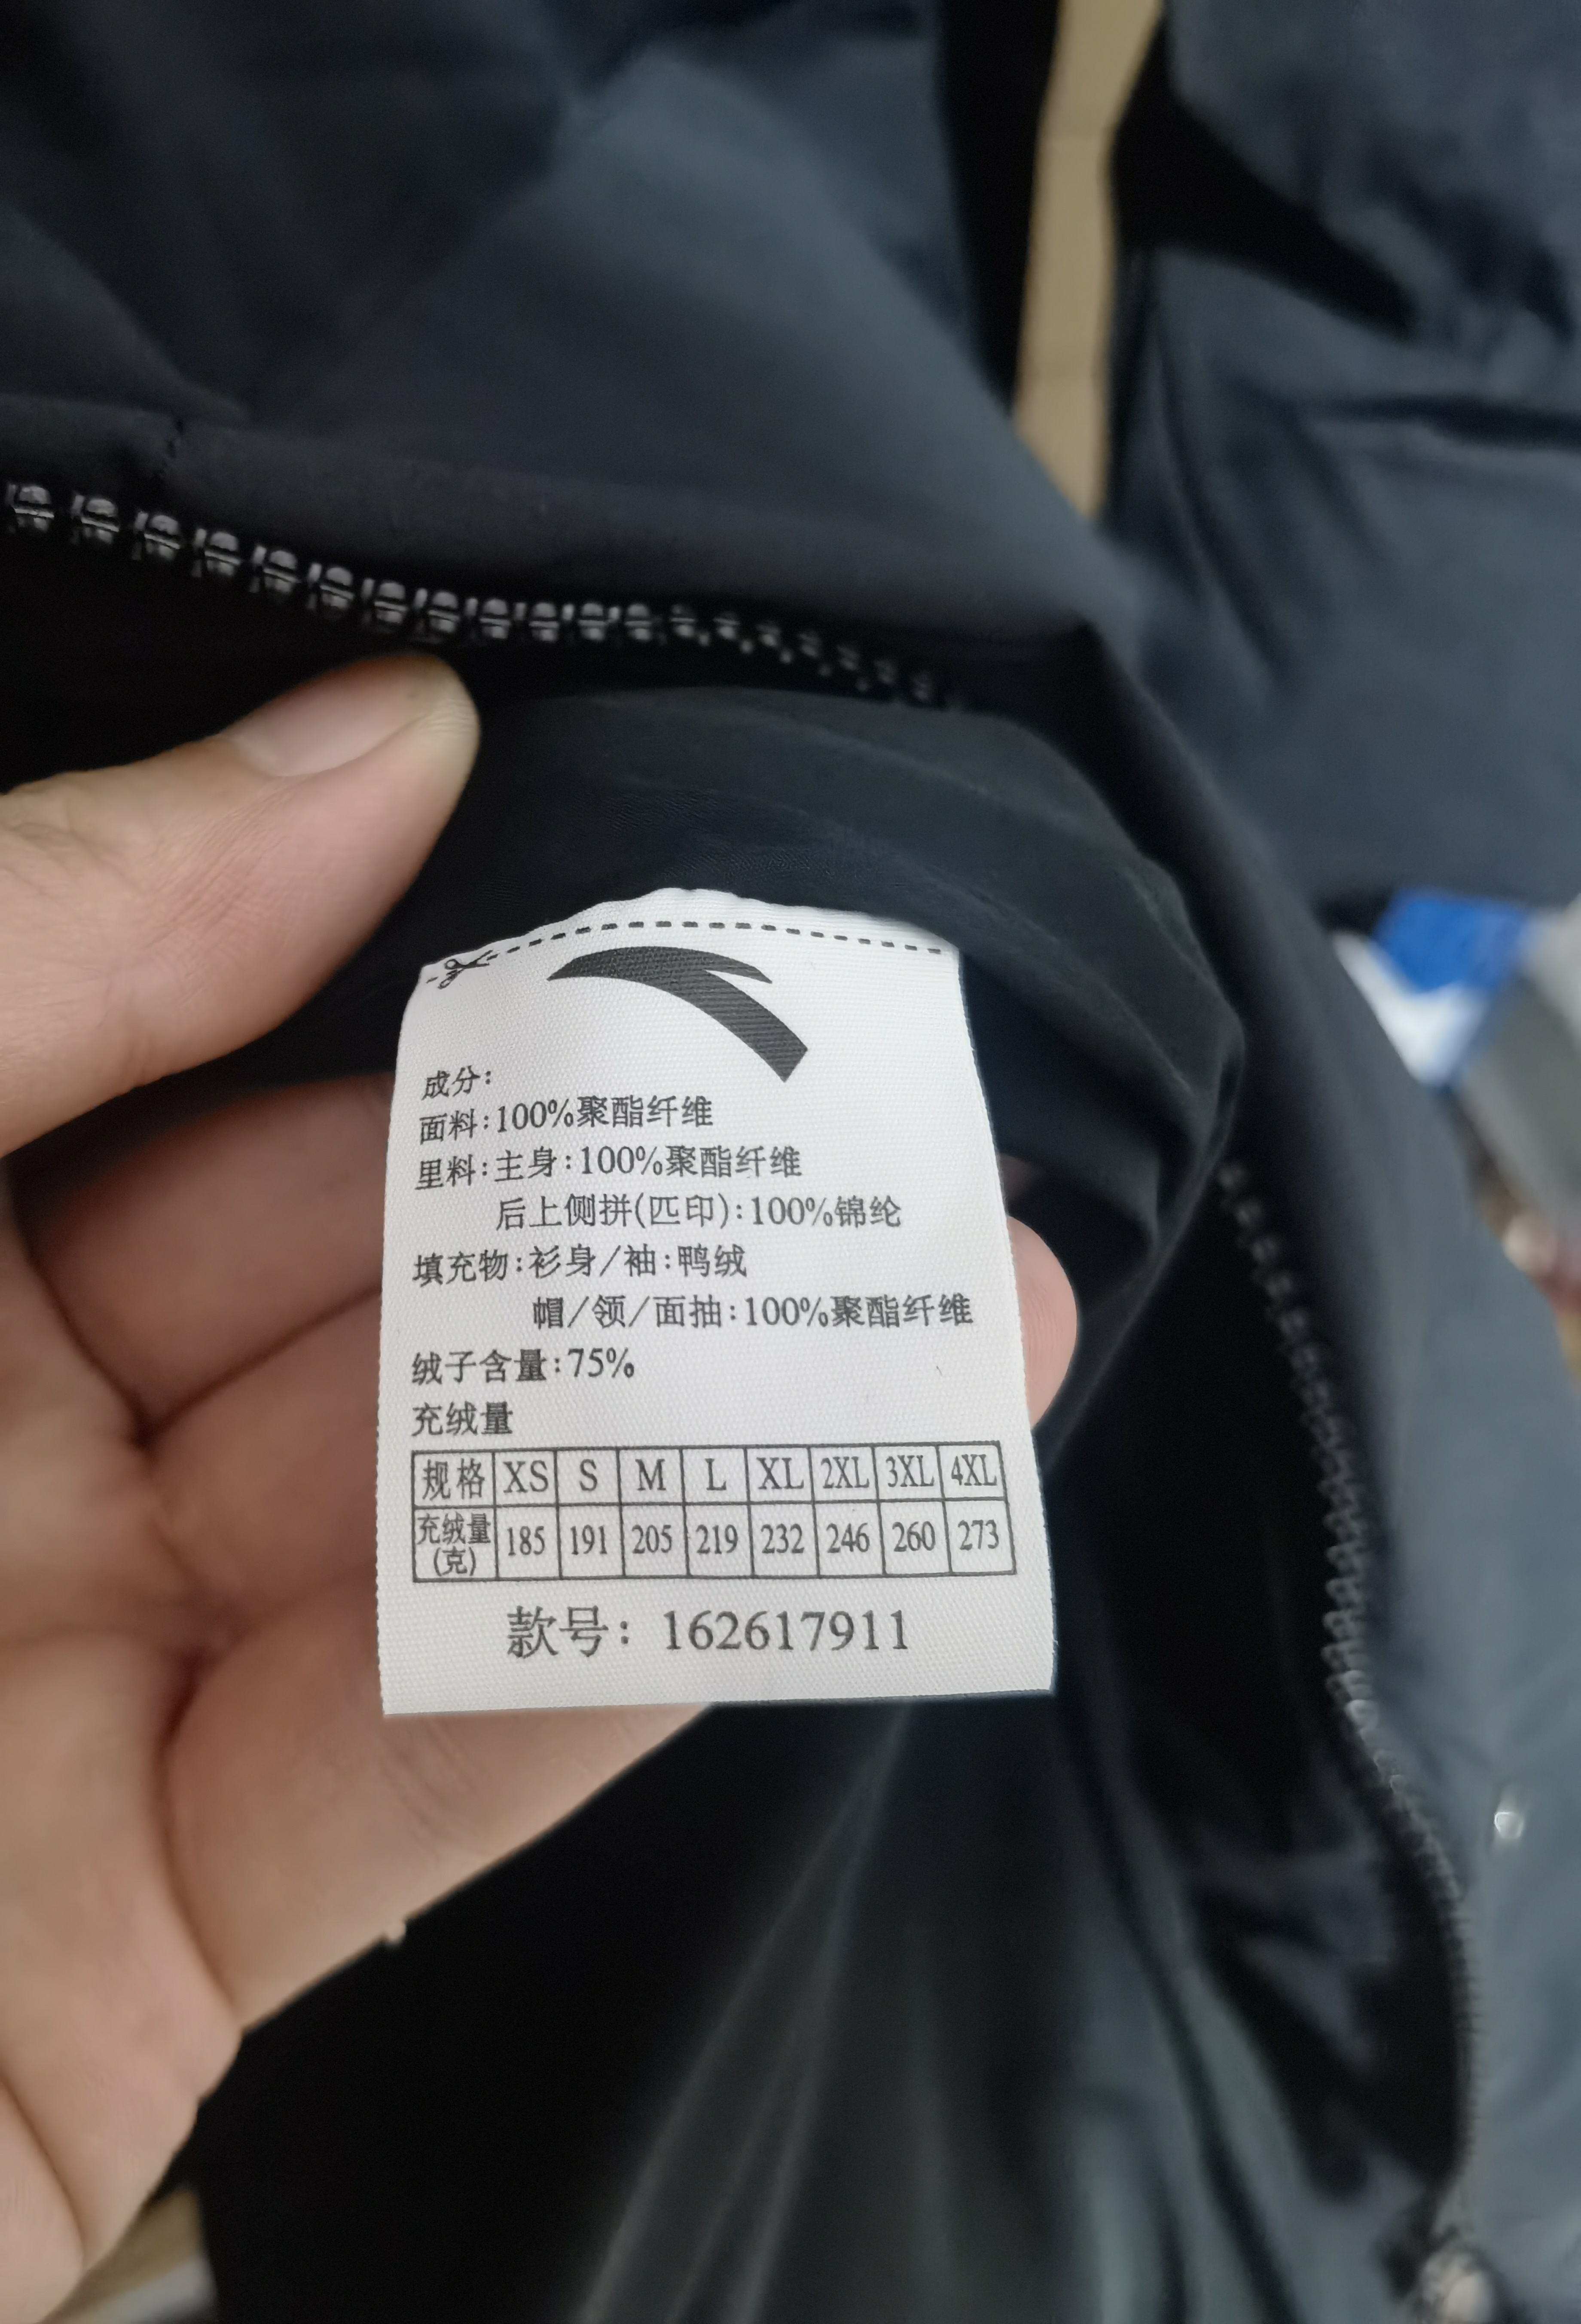 成分:
面料:100%聚酯纤维
里料:主身:100%聚酯纤维
后上侧拼(匹印):100%锦纶
填充物:衫身/袖:鸭绒
帽/领/面抽:100%聚酯纤维
绒子含量:75%
充绒量
规格 XS S M L XL 2XL 3XL 4XL
充绒量(克) 185 191 205 219 232 246 260 273
款号: 162617911